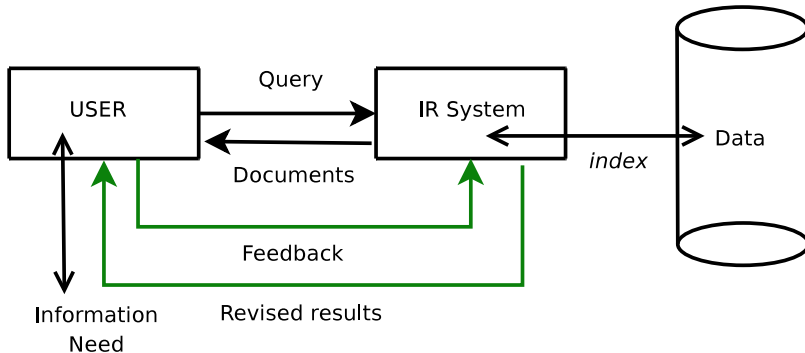 Query
USER
IR System
Data
Documents
index
Feedback
Revised results
Information
Need